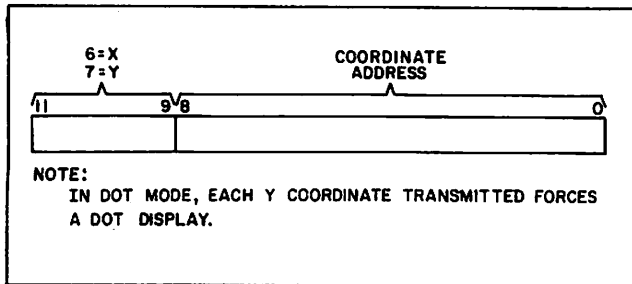 6=X
7=Y
COORDINATE
ADDRESS
11 9 8 0
NOTE:
IN DOT MODE, EACH Y COORDINATE TRANSMITTED FORCES
A DOT DISPLAY.